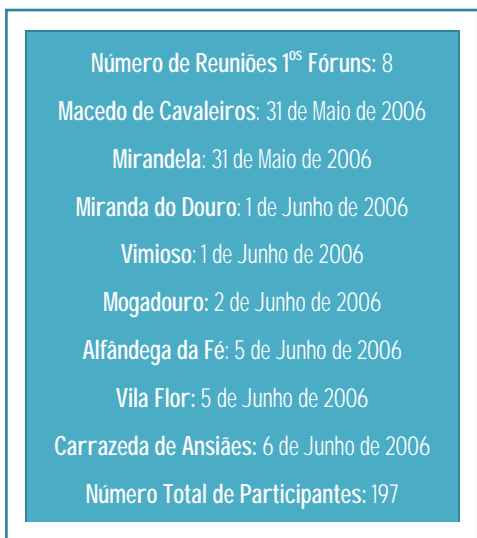 Número de Reuniões 1ᵒˢ Fóruns: 8
Macedo de Cavaleiros: 31 de Maio de 2006
Mirandela: 31 de Maio de 2006
Miranda do Douro: 1 de Junho de 2006
Vimioso: 1 de Junho de 2006
Mogadouro: 2 de Junho de 2006
Alfândega da Fé: 5 de Junho de 2006
Vila Flor: 5 de Junho de 2006
Carrazeda de Ansiães: 6 de Junho de 2006
Número Total de Participantes: 197